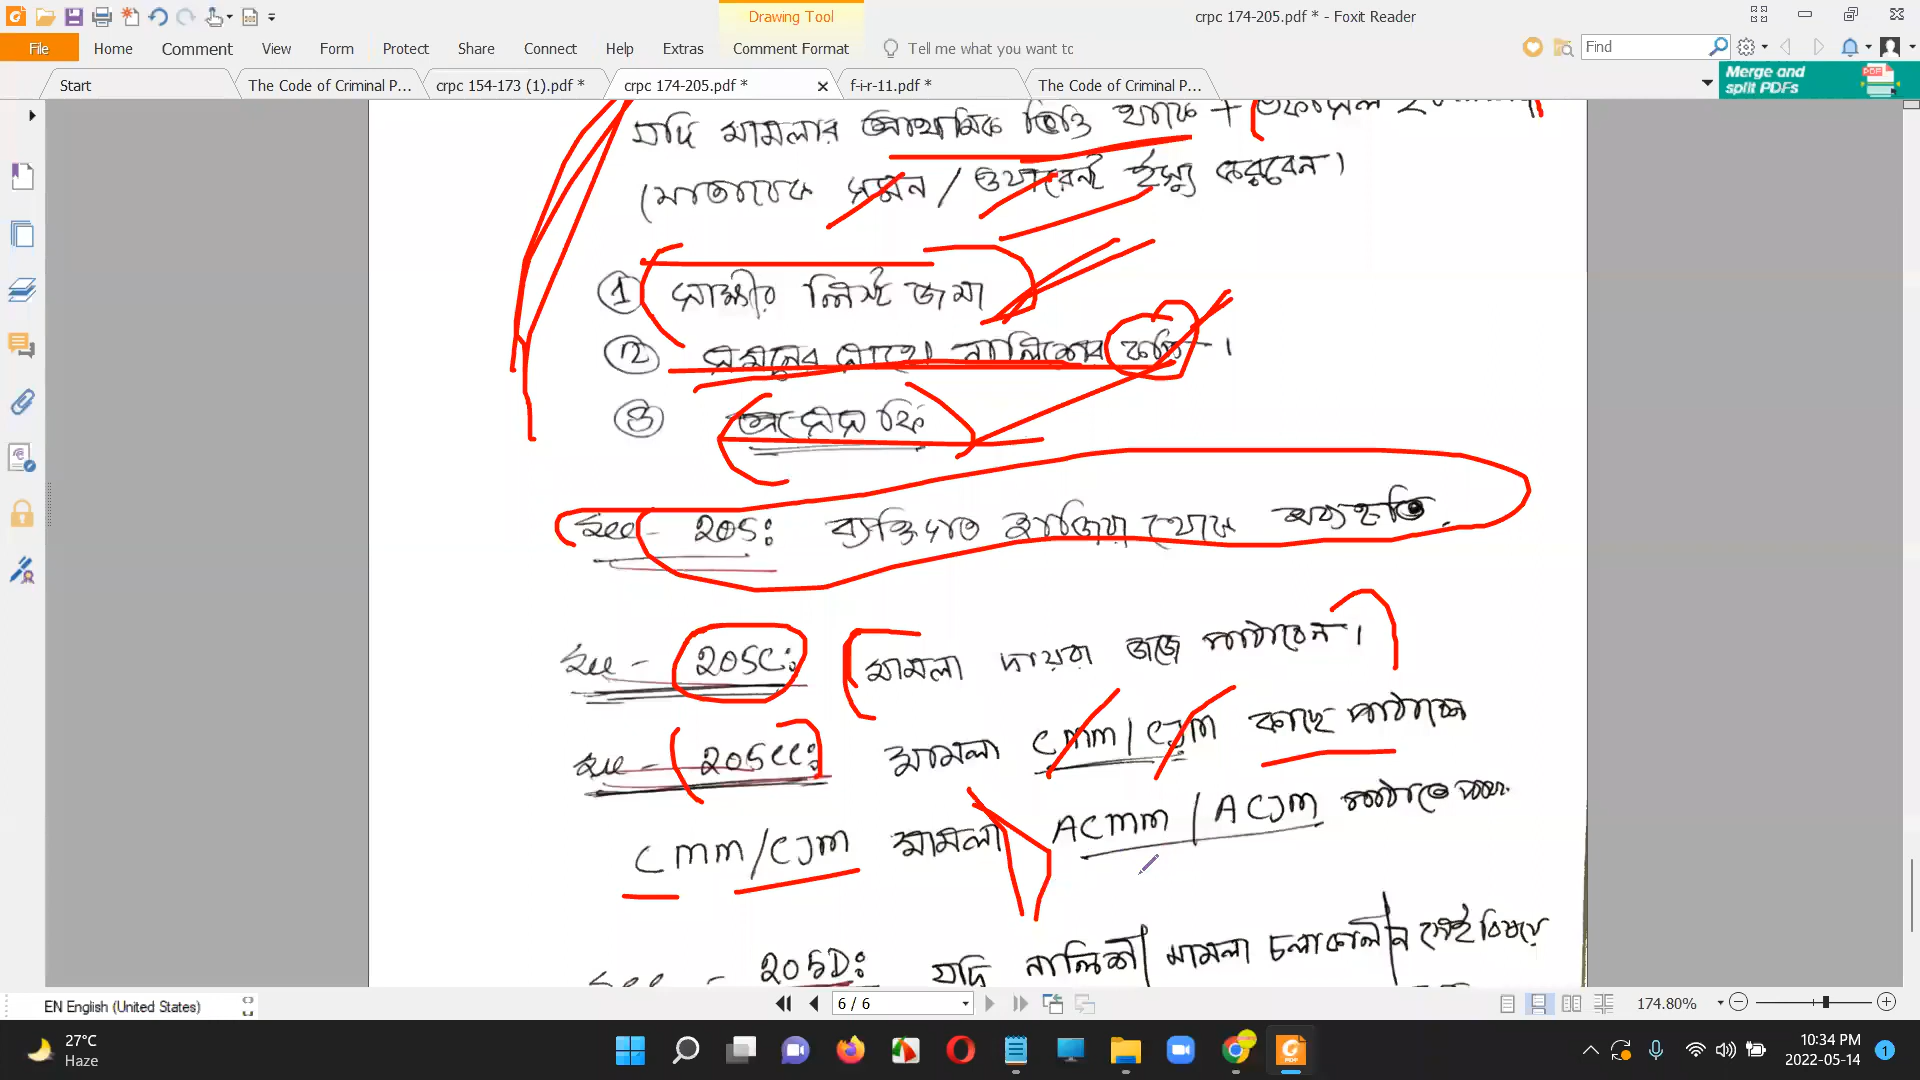 Drawing Tool
crpc 174-205.pdf * - Foxit Reader
File Home Comment View Form Protect Share Connect Help Extras Comment Format Tell me what you want to Find
Start The Code of Criminal P... crpc 154-173 (1).pdf * crpc 174-205.pdf * f-i-r-11.pdf * The Code of Criminal P...
Merge and
split PDFs
PDF
যদি মামলার প্রাথমিক ভিত্তি থাকে +
সমন / ওয়ারেন্ট ইস্যু করবেন।
① সাক্ষীর লিস্ট জমা
② সমনের সাথে নালিশের কপি।
③ প্রসেস ফি
Sec - 205: ব্যক্তিগত হাজিরা থেকে অব্যহতি.
Sec - 205C: মামলা দায়রা জজে পাঠাবেন।
Sec - 205CC: মামলা CMM / CJM কাছে পাঠাবে
CMM/CJM মামলা ACMM / ACJM
205D: যদি নালিশী মামলা চলাকালীন সেই বিষয়ে
EN English (United States)
6 / 6
174.80%
27°C
Haze
10:34 PM
2022-05-14
1